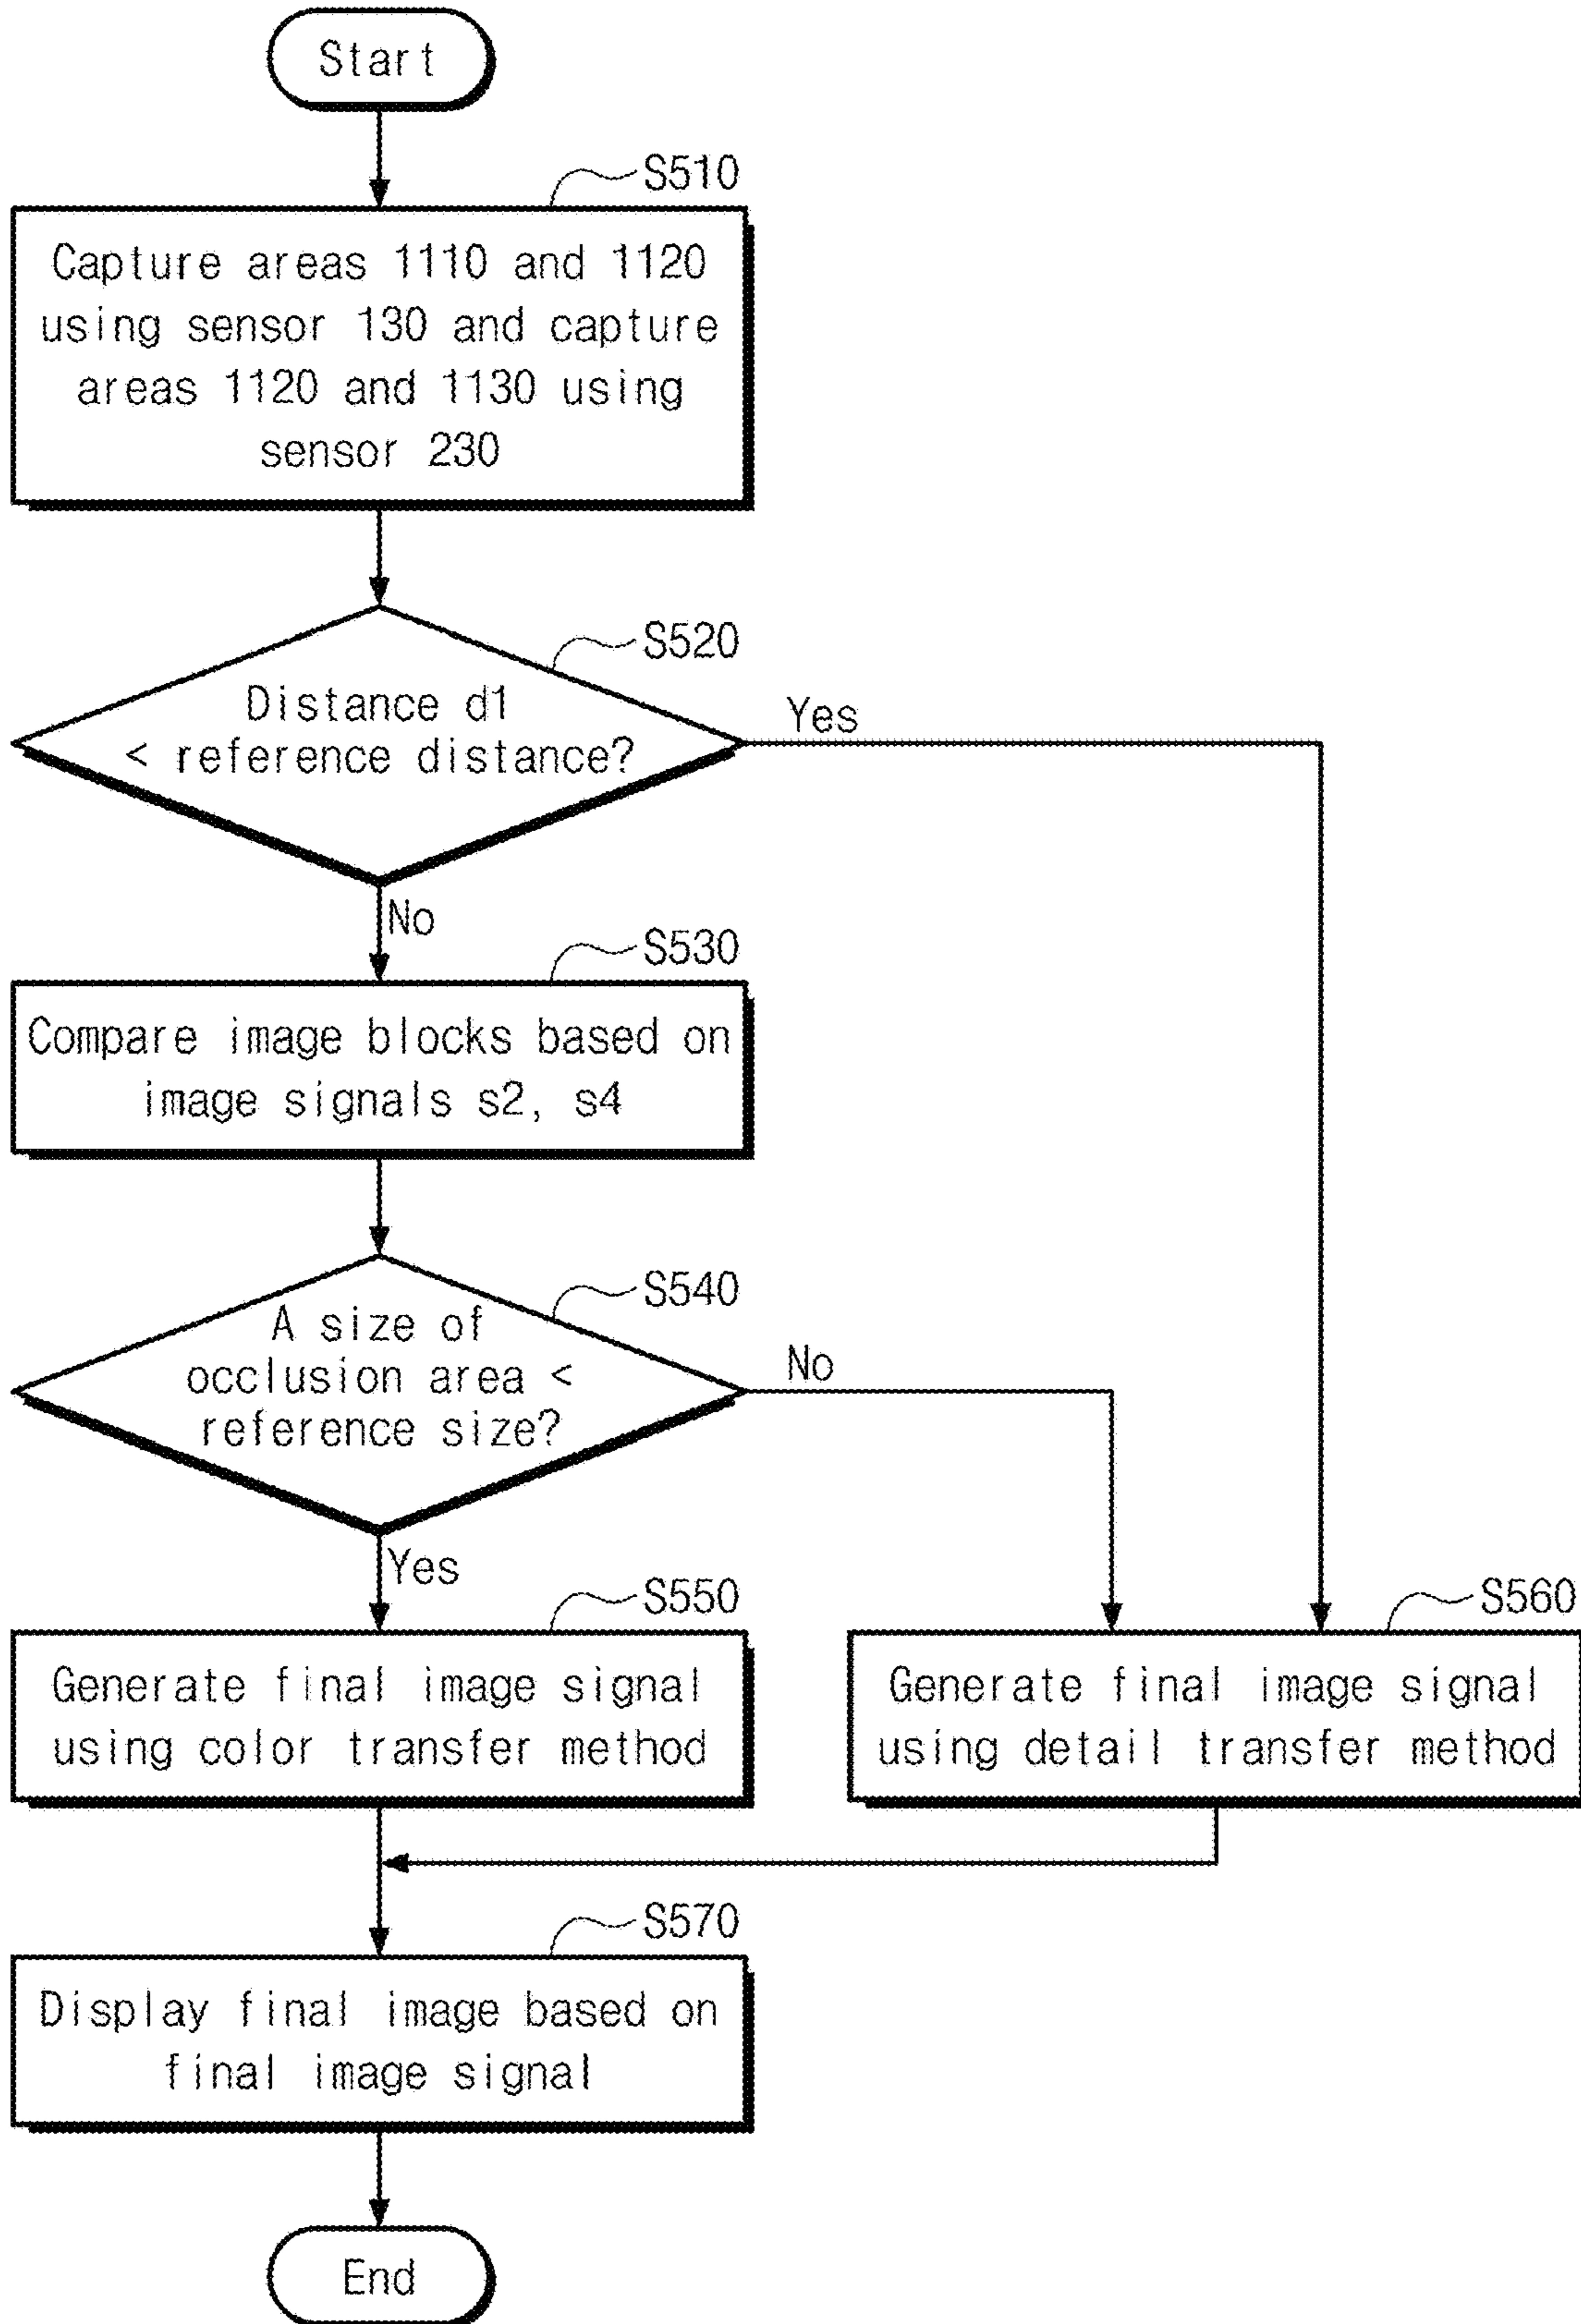 Start
S510
Capture areas 1110 and 1120
using sensor 130 and capture
areas 1120 and 1130 using
sensor 230
S520
Distance d1
< reference distance?
Yes
No
S530
Compare image blocks based on
image signals s2, s4
S540
A size of
occlusion area <
reference size?
No
Yes
S550
Generate final image signal
using color transfer method
S560
Generate final image signal
using detail transfer method
S570
Display final image based on
final image signal
End